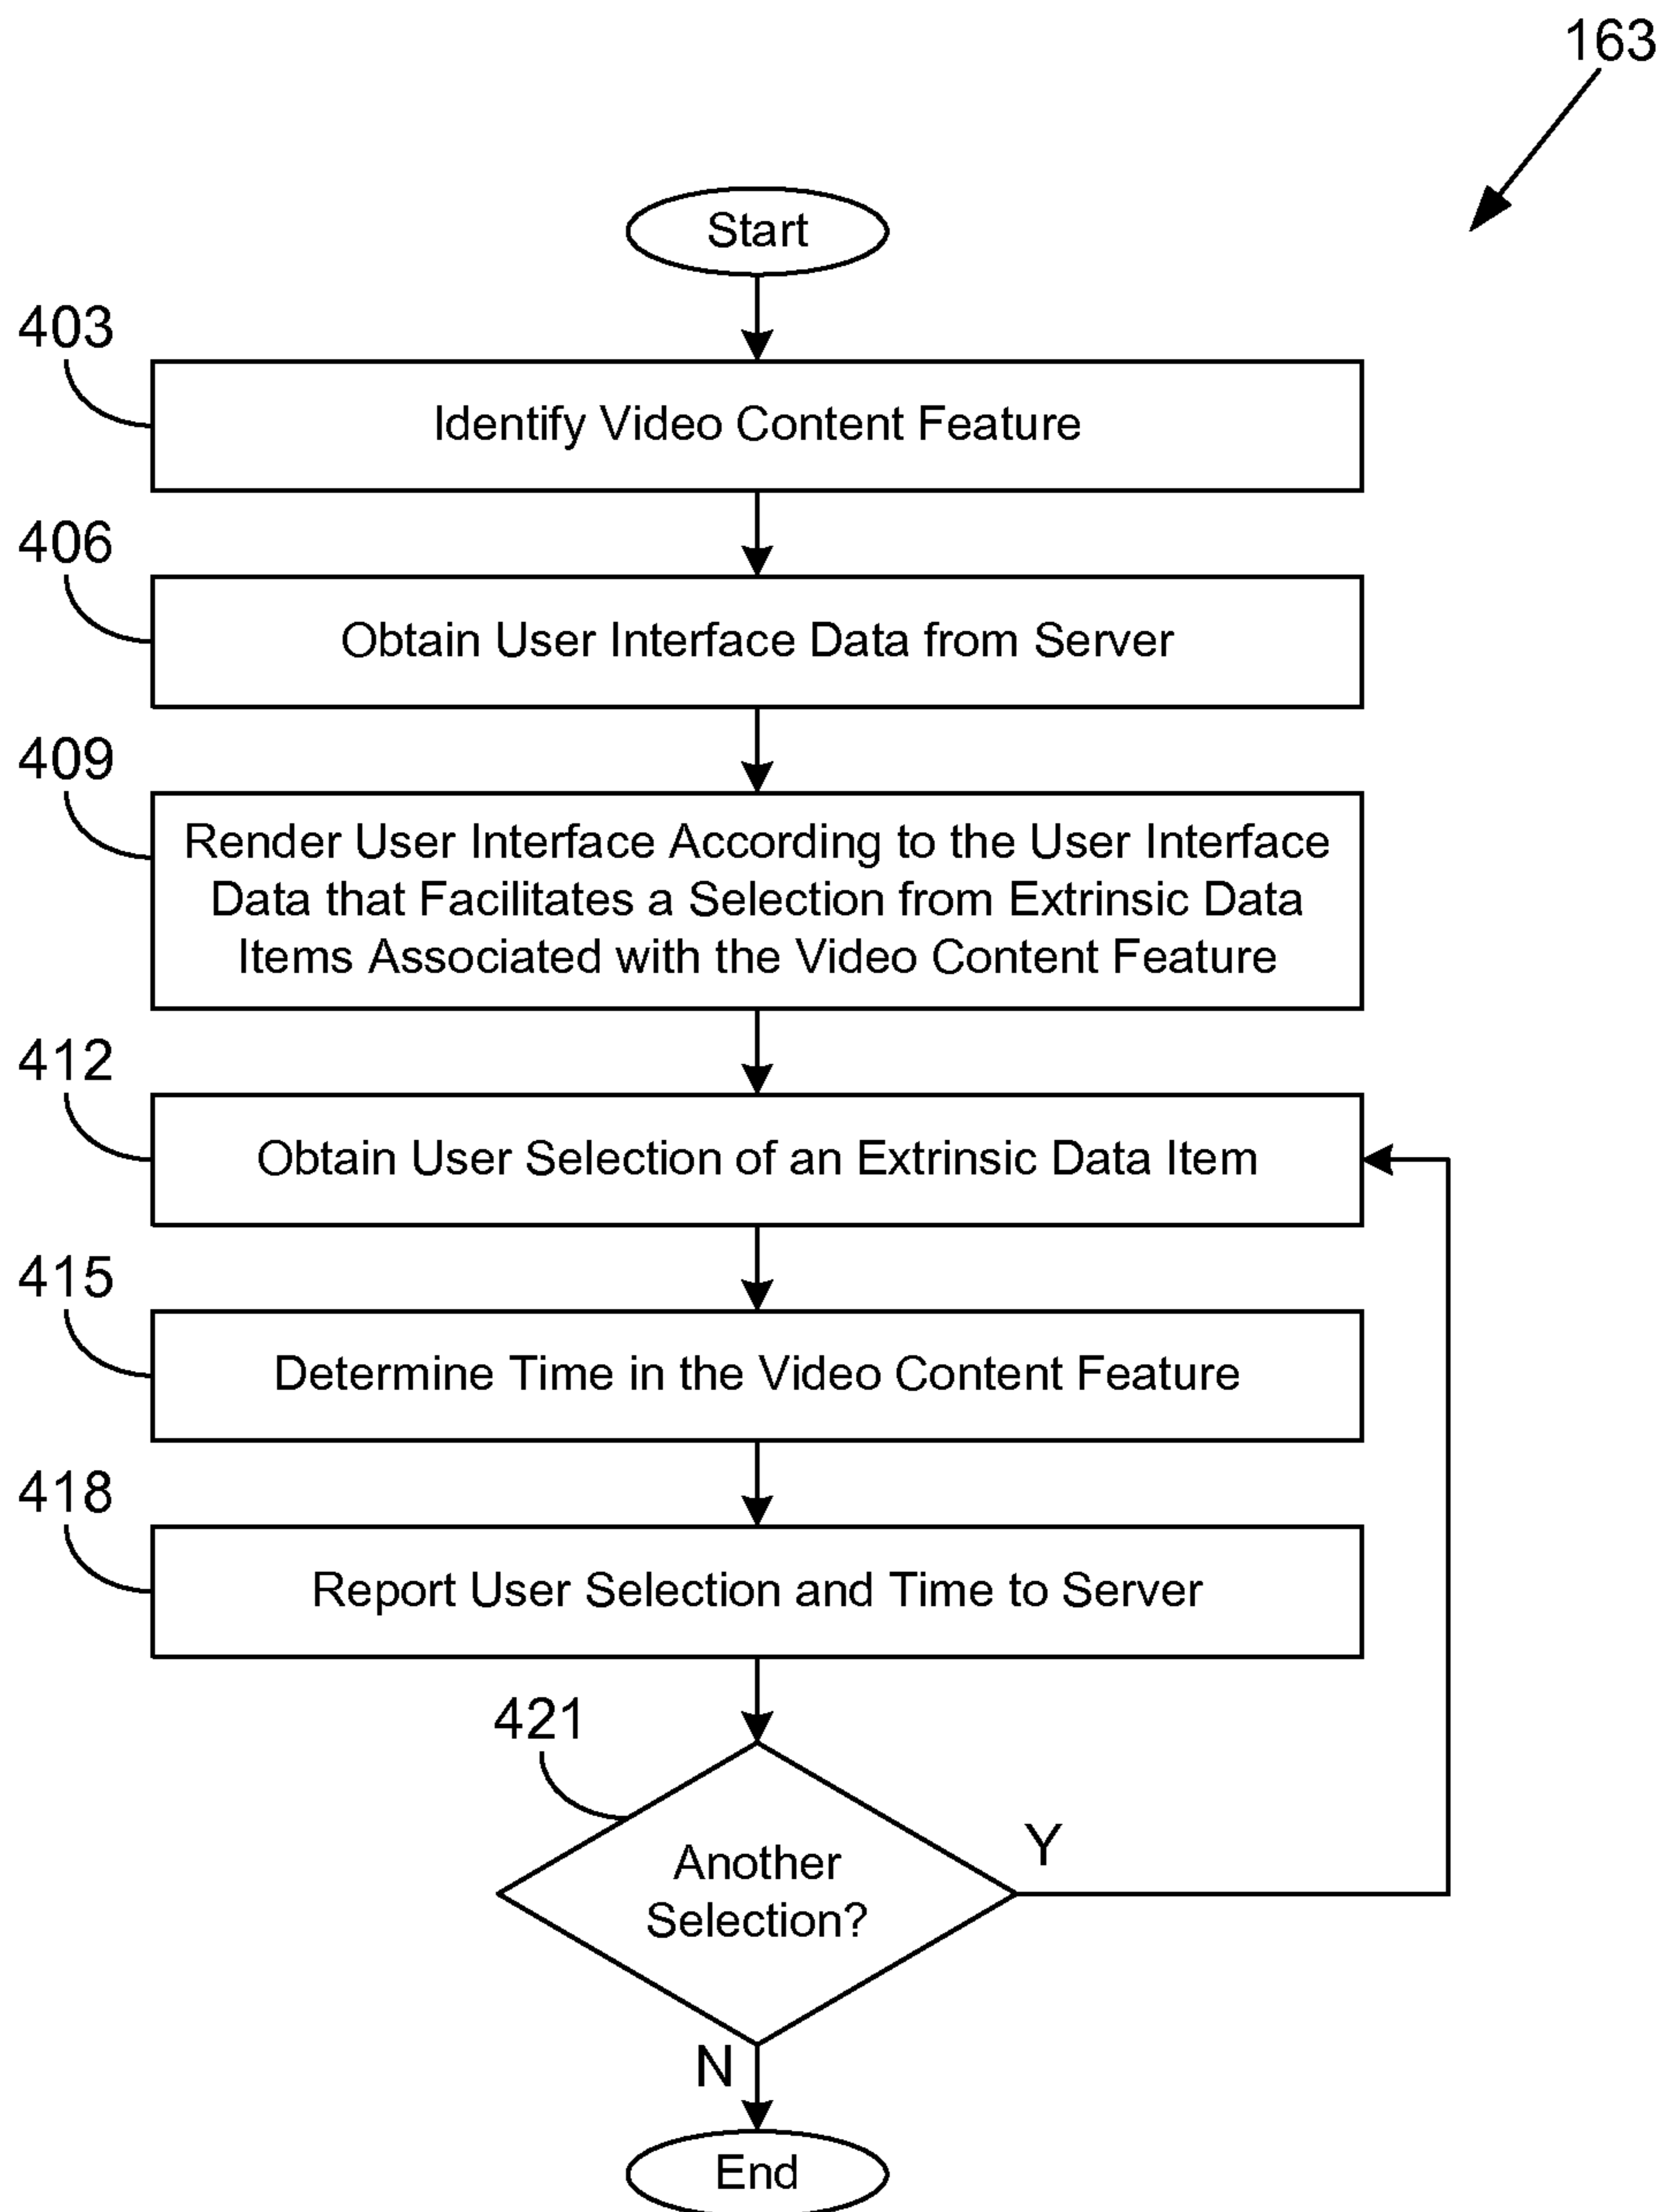 163
Start
403
Identify Video Content Feature
406
Obtain User Interface Data from Server
409
Render User Interface According to the User Interface
Data that Facilitates a Selection from Extrinsic Data
Items Associated with the Video Content Feature
412
Obtain User Selection of an Extrinsic Data Item
415
Determine Time in the Video Content Feature
418
Report User Selection and Time to Server
421
Another
Selection?
Y
N
End